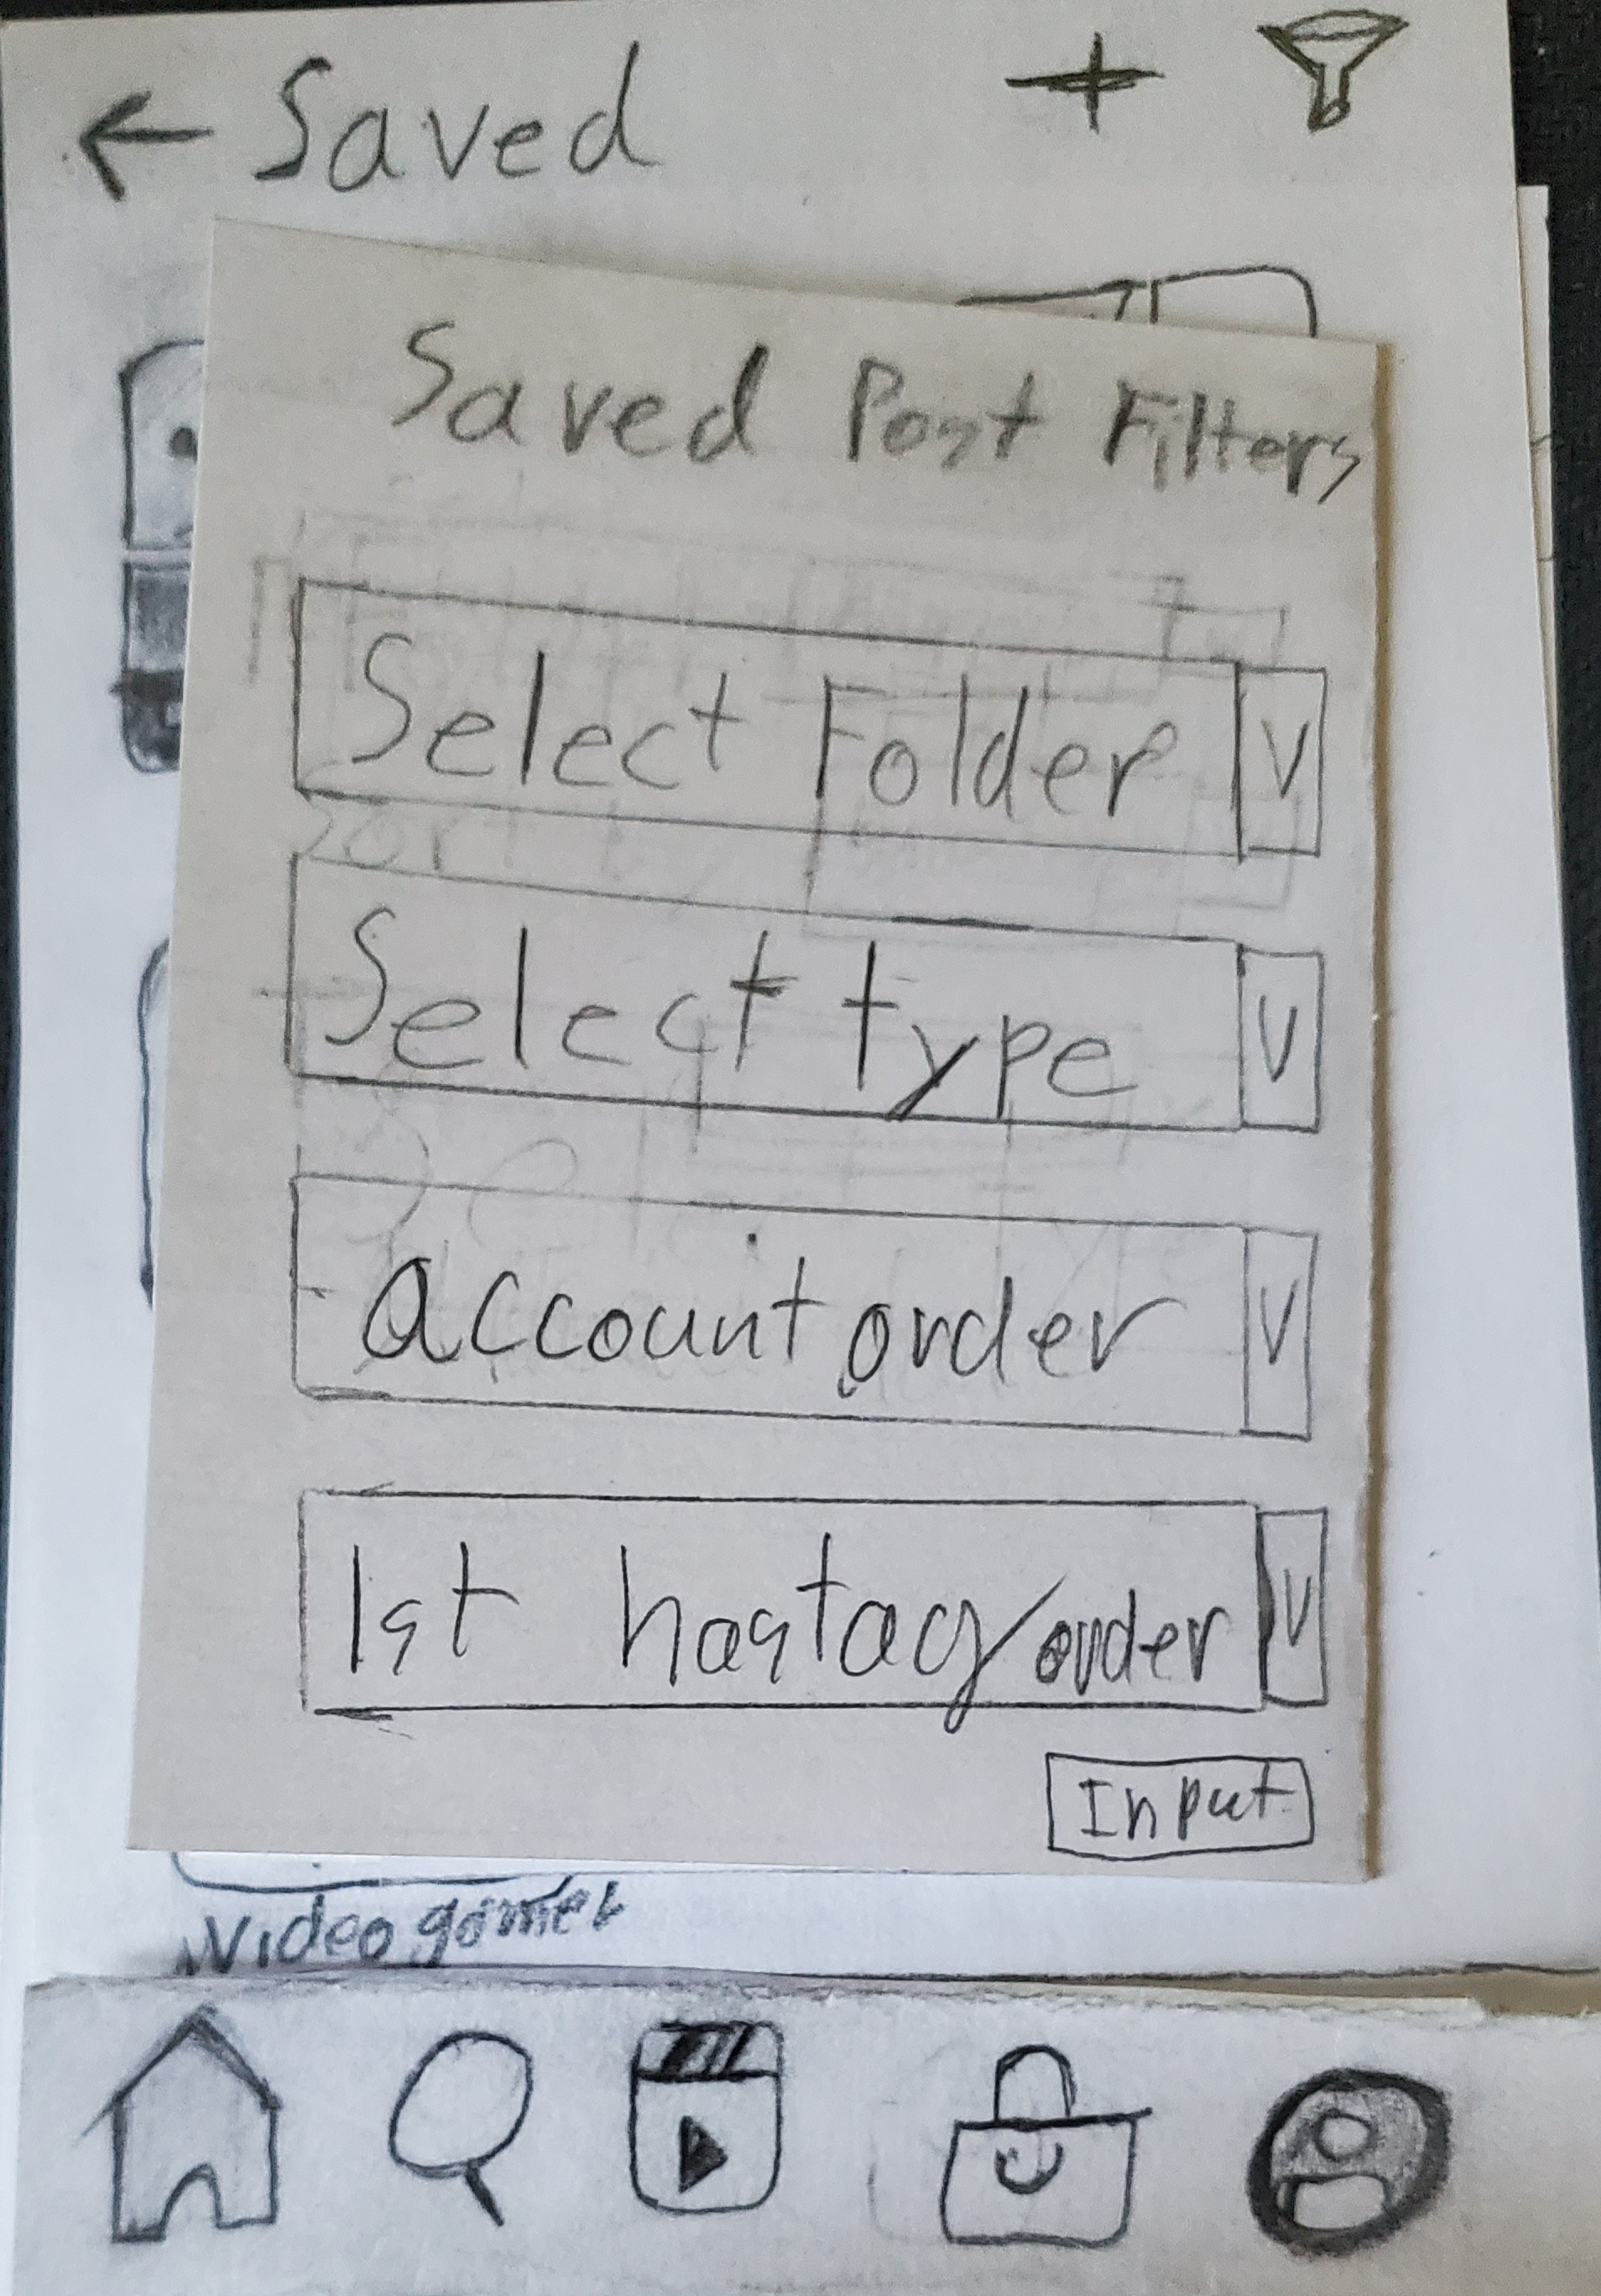 ← Saved +
Saved Post Filters
Select Folder V
Select type V
account order V
1st hastag order V
Input
Video games